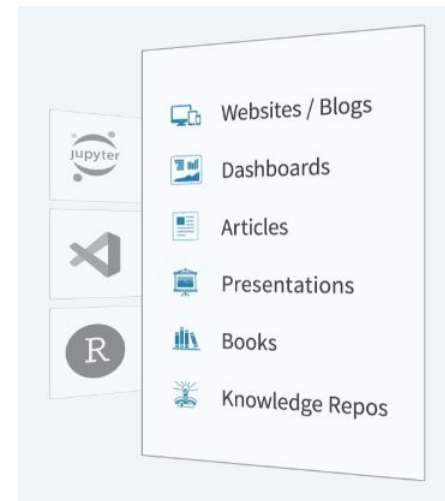 Jupyter
R
Websites / Blogs
Dashboards
Articles
Presentations
Books
Knowledge Repos